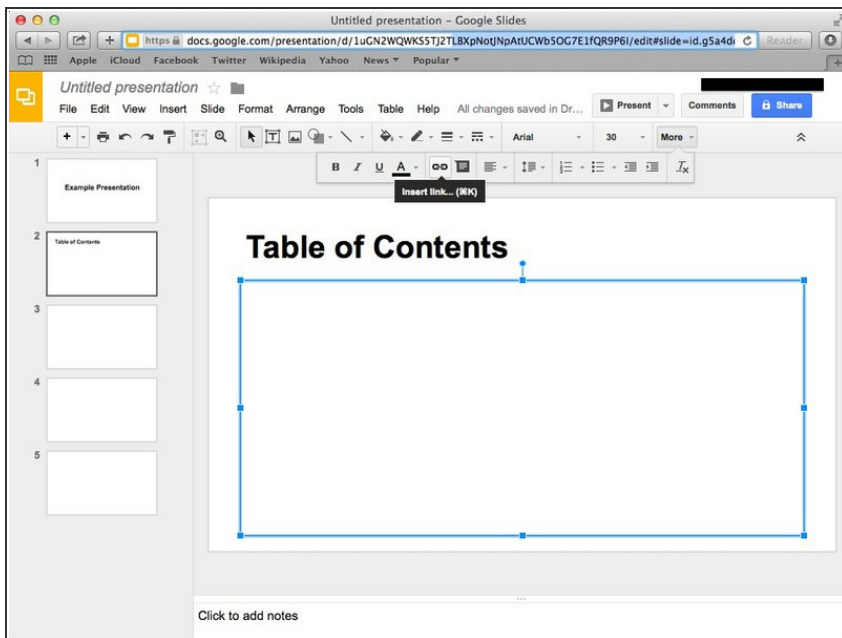 Untitled presentation – Google Slides
https docs.google.com/presentation/d/1uGN2WQWKS5TJ2TLBXpNotJNpAtUCWb5OG7E1fQR9P6I/edit#slide=id.g5a4d Reader
Apple iCloud Facebook Twitter Wikipedia Yahoo News Popular
Untitled presentation
File Edit View Insert Slide Format Arrange Tools Table Help All changes saved in Dr... Present Comments Share
Arial 30 More
B I U A
Insert link... (⌘K)
1
Example Presentation
2
Table of Contents
3
4
5
Table of Contents
Click to add notes